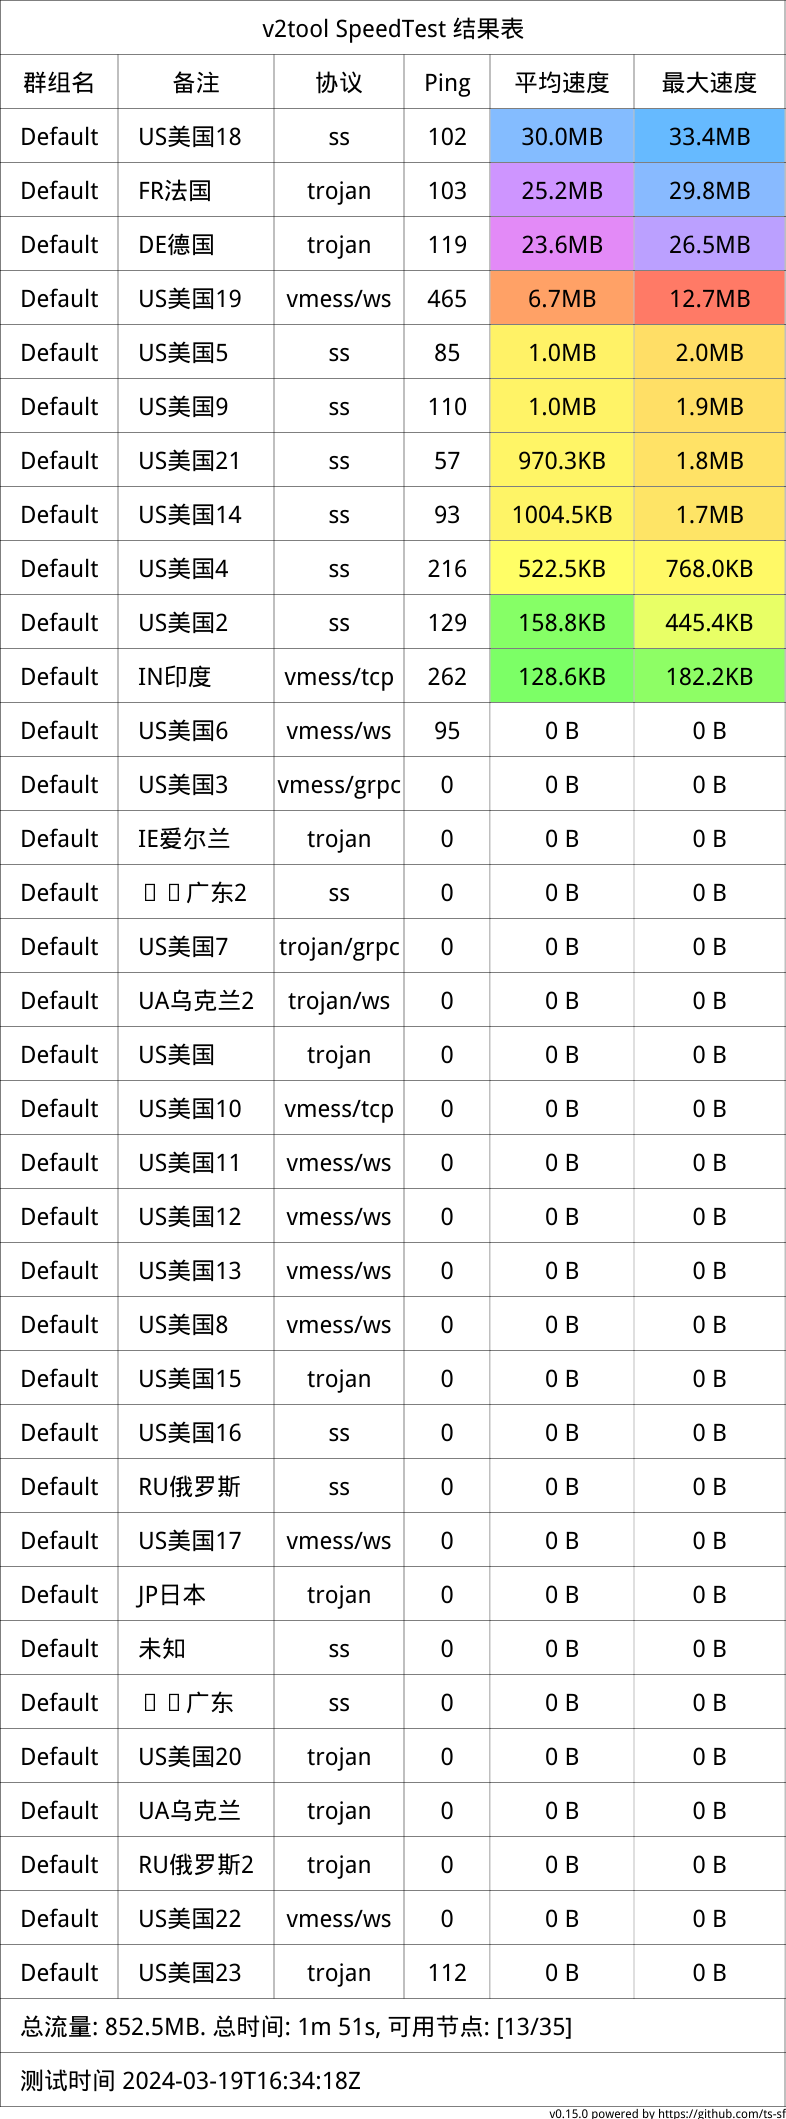 v2tool SpeedTest 结果表
群组名 备注 协议 Ping 平均速度 最大速度
Default US美国18 ss 102 30.0MB 33.4MB
Default FR法国 trojan 103 25.2MB 29.8MB
Default DE德国 trojan 119 23.6MB 26.5MB
Default US美国19 vmess/ws 465 6.7MB 12.7MB
Default US美国5 ss 85 1.0MB 2.0MB
Default US美国9 ss 110 1.0MB 1.9MB
Default US美国21 ss 57 970.3KB 1.8MB
Default US美国14 ss 93 1004.5KB 1.7MB
Default US美国4 ss 216 522.5KB 768.0KB
Default US美国2 ss 129 158.8KB 445.4KB
Default IN印度 vmess/tcp 262 128.6KB 182.2KB
Default US美国6 vmess/ws 95 0 B 0 B
Default US美国3 vmess/grpc 0 0 B 0 B
Default IE爱尔兰 trojan 0 0 B 0 B
Default 广东2 ss 0 0 B 0 B
Default US美国7 trojan/grpc 0 0 B 0 B
Default UA乌克兰2 trojan/ws 0 0 B 0 B
Default US美国 trojan 0 0 B 0 B
Default US美国10 vmess/tcp 0 0 B 0 B
Default US美国11 vmess/ws 0 0 B 0 B
Default US美国12 vmess/ws 0 0 B 0 B
Default US美国13 vmess/ws 0 0 B 0 B
Default US美国8 vmess/ws 0 0 B 0 B
Default US美国15 trojan 0 0 B 0 B
Default US美国16 ss 0 0 B 0 B
Default RU俄罗斯 ss 0 0 B 0 B
Default US美国17 vmess/ws 0 0 B 0 B
Default JP日本 trojan 0 0 B 0 B
Default 未知 ss 0 0 B 0 B
Default 广东 ss 0 0 B 0 B
Default US美国20 trojan 0 0 B 0 B
Default UA乌克兰 trojan 0 0 B 0 B
Default RU俄罗斯2 trojan 0 0 B 0 B
Default US美国22 vmess/ws 0 0 B 0 B
Default US美国23 trojan 112 0 B 0 B
总流量: 852.5MB. 总时间: 1m 51s, 可用节点: [13/35]
测试时间 2024-03-19T16:34:18Z
v0.15.0 powered by https://github.com/ts-sf